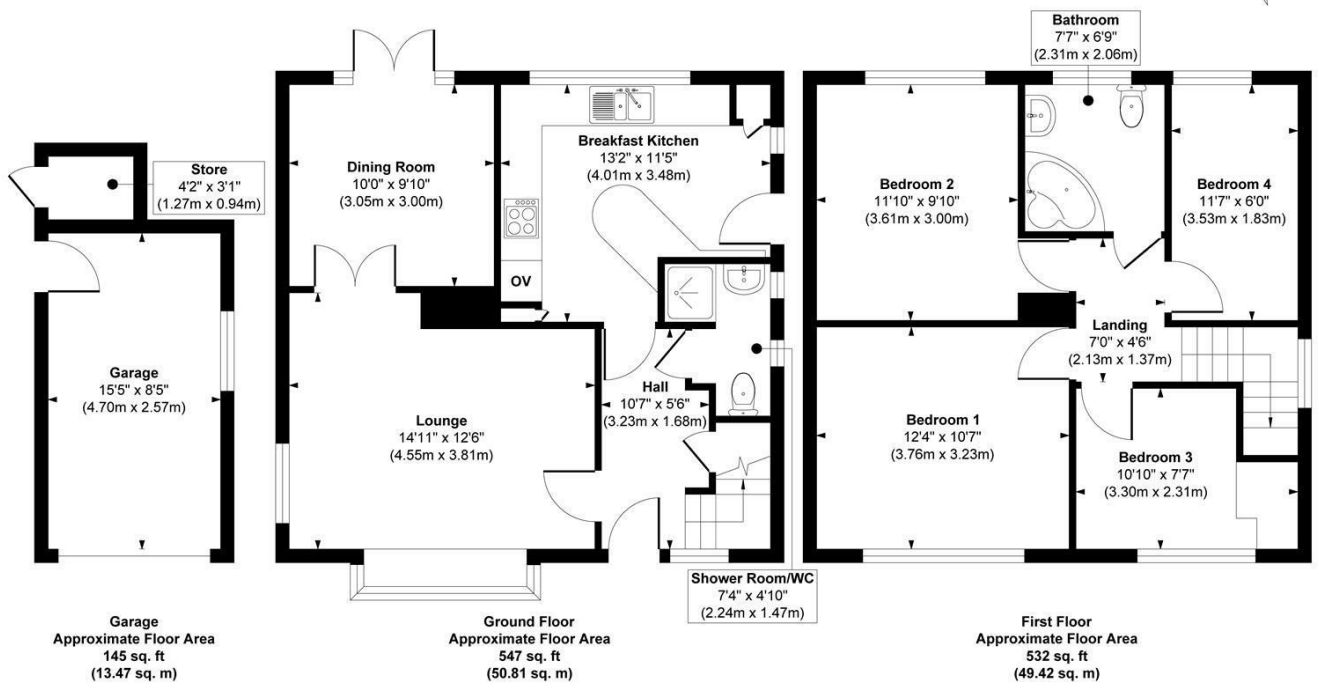 Store
4'2" x 3'1"
(1.27m x 0.94m)
Garage
15'5" x 8'5"
(4.70m x 2.57m)
Garage
Approximate Floor Area
145 sq. ft
(13.47 sq. m)
Dining Room
10'0" x 9'10"
(3.05m x 3.00m)
Breakfast Kitchen
13'2" x 11'5"
(4.01m x 3.48m)
OV
Lounge
14'11" x 12'6"
(4.55m x 3.81m)
Hall
10'7" x 5'6"
(3.23m x 1.68m)
Shower Room/WC
7'4" x 4'10"
(2.24m x 1.47m)
Ground Floor
Approximate Floor Area
547 sq. ft
(50.81 sq. m)
Bathroom
7'7" x 6'9"
(2.31m x 2.06m)
Bedroom 2
11'10" x 9'10"
(3.61m x 3.00m)
Bedroom 4
11'7" x 6'0"
(3.53m x 1.83m)
Landing
7'0" x 4'6"
(2.13m x 1.37m)
Bedroom 1
12'4" x 10'7"
(3.76m x 3.23m)
Bedroom 3
10'10" x 7'7"
(3.30m x 2.31m)
First Floor
Approximate Floor Area
532 sq. ft
(49.42 sq. m)